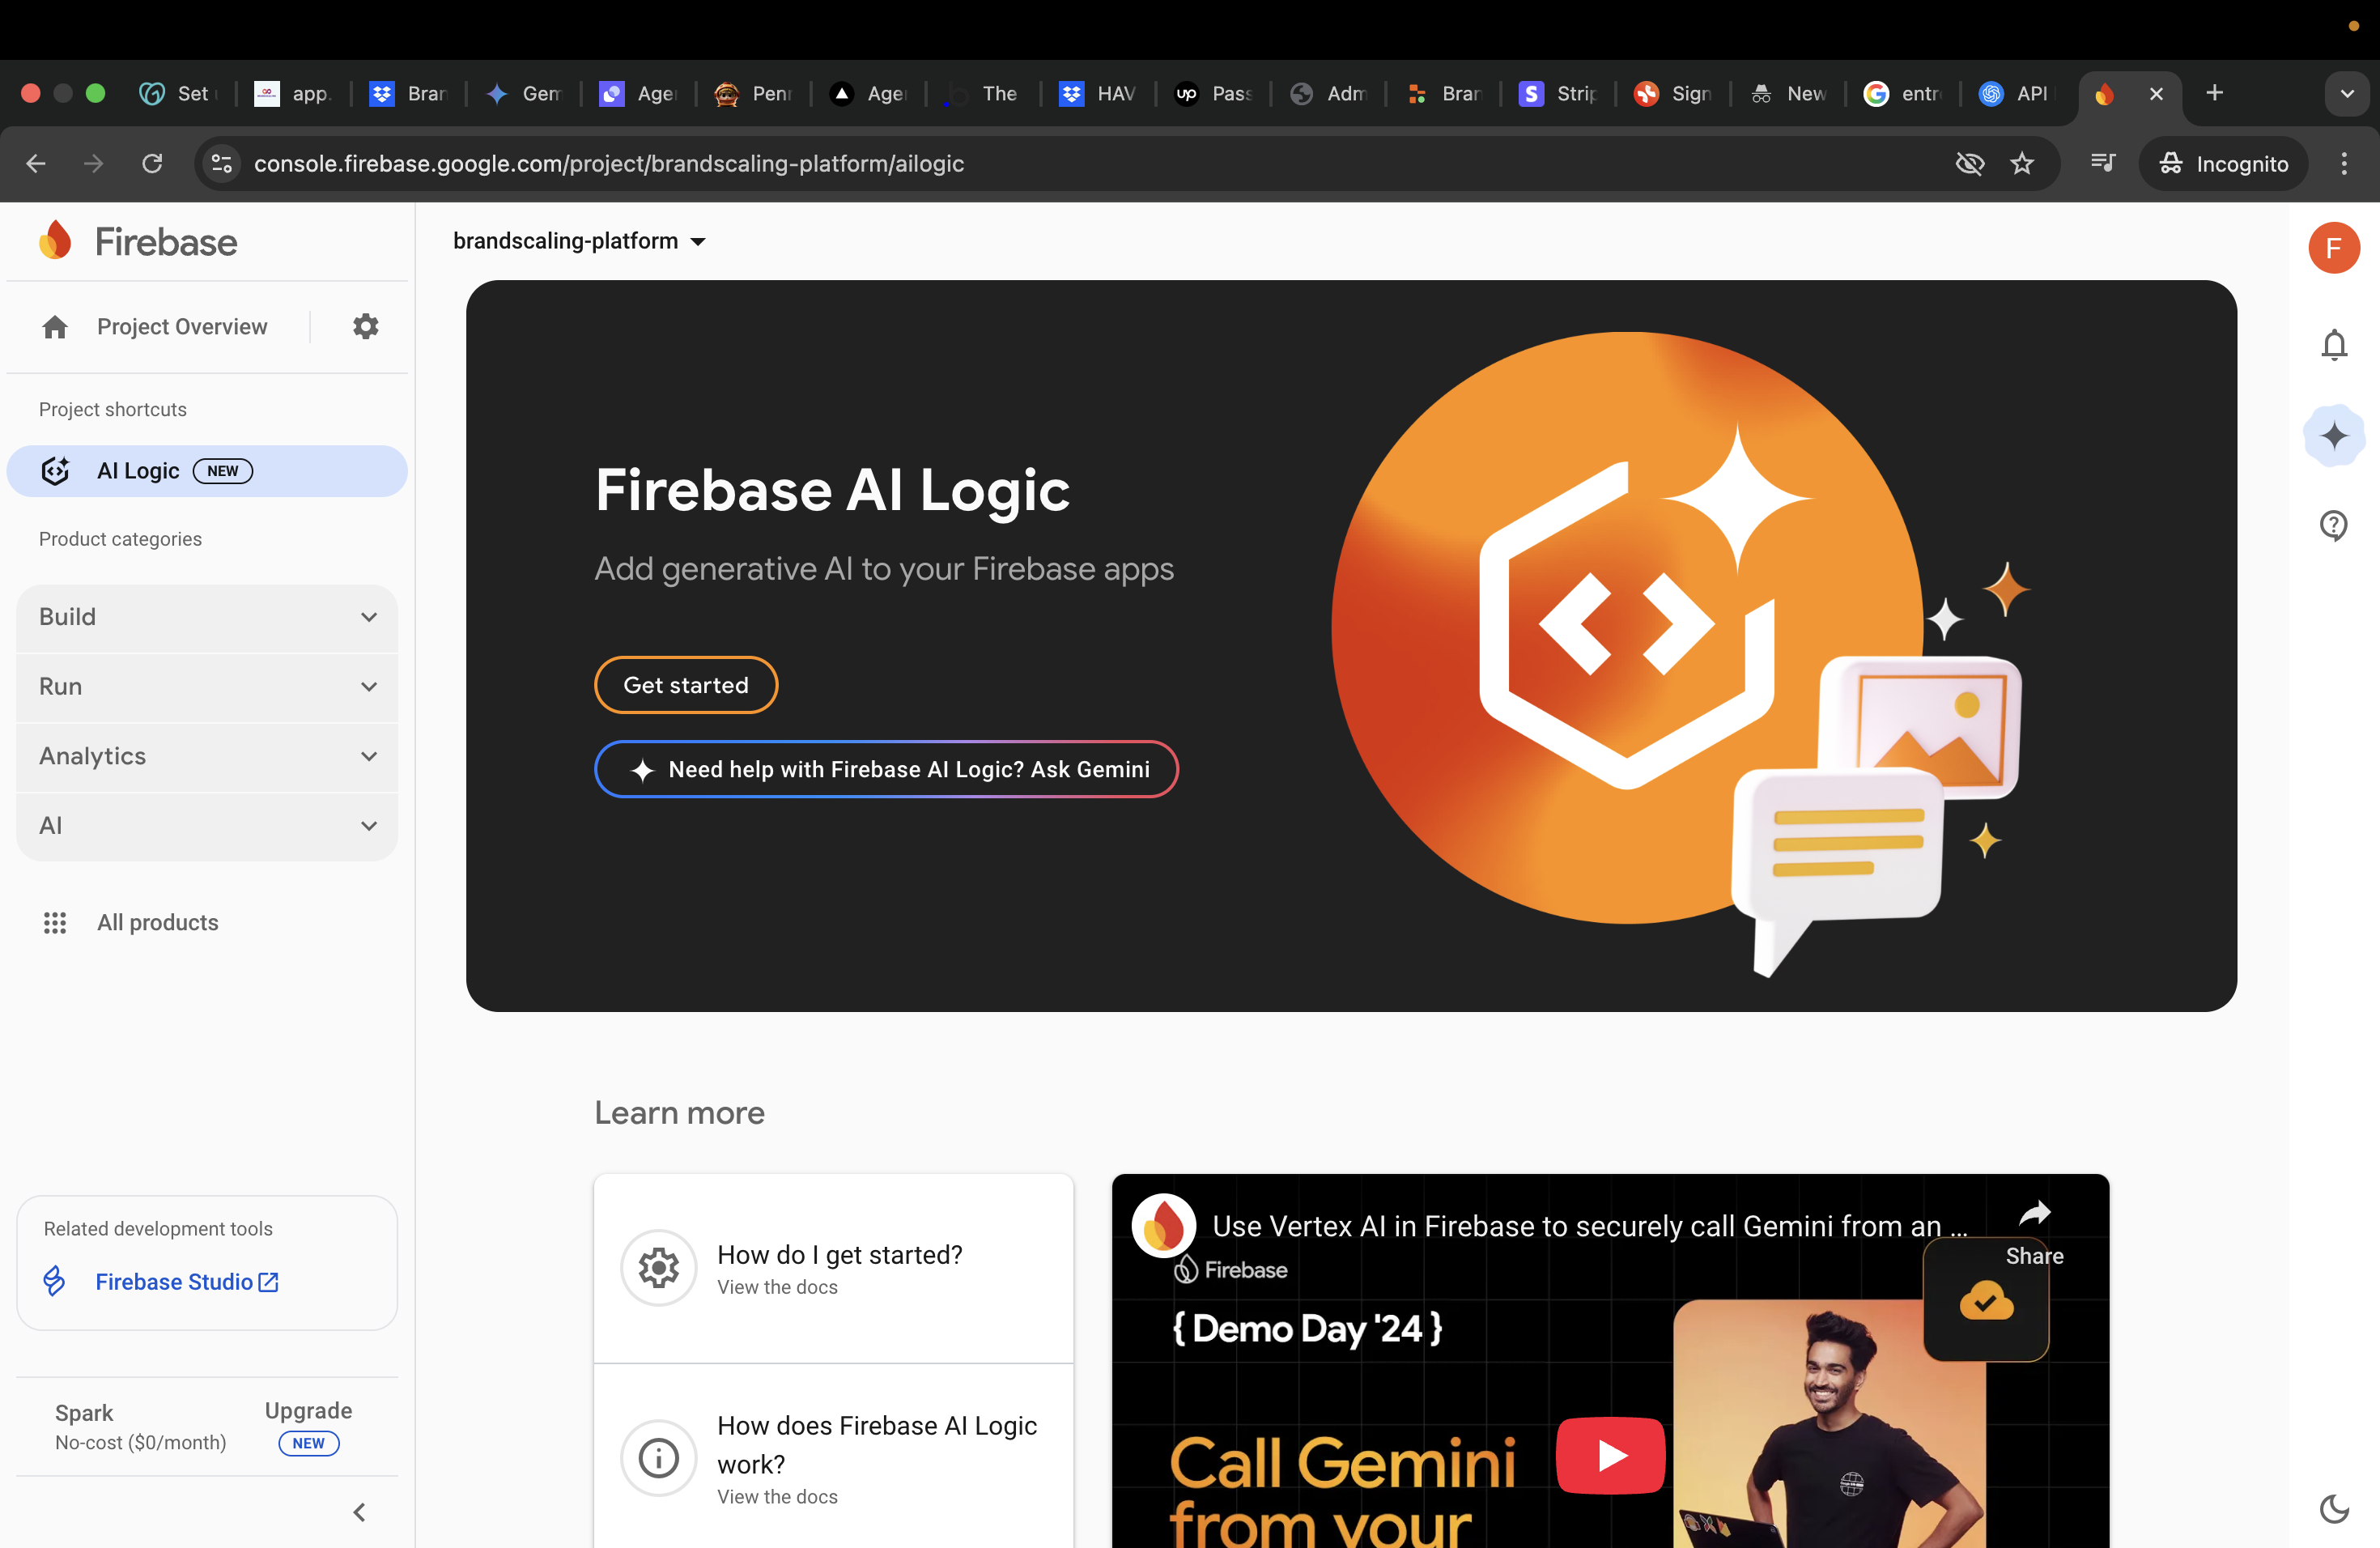 Set
app.
Bran
Gem
Age
Penn
Age
The
HAV
Pass
Adm
Bran
Strip
Sign
New
entr
API
console.firebase.google.com/project/brandscaling-platform/ailogic
Incognito
Firebase
brandscaling-platform
F
Project Overview
Project shortcuts
AI Logic NEW
Product categories
Build
Run
Analytics
AI
All products
Related development tools
Firebase Studio
Spark
No-cost ($0/month)
Upgrade
NEW
Firebase AI Logic
Add generative AI to your Firebase apps
Get started
Need help with Firebase AI Logic? Ask Gemini
Learn more
How do I get started?
View the docs
How does Firebase AI Logic
work?
View the docs
Use Vertex AI in Firebase to securely call Gemini from an ...
Share
Firebase
{ Demo Day '24 }
Call Gemini
from your